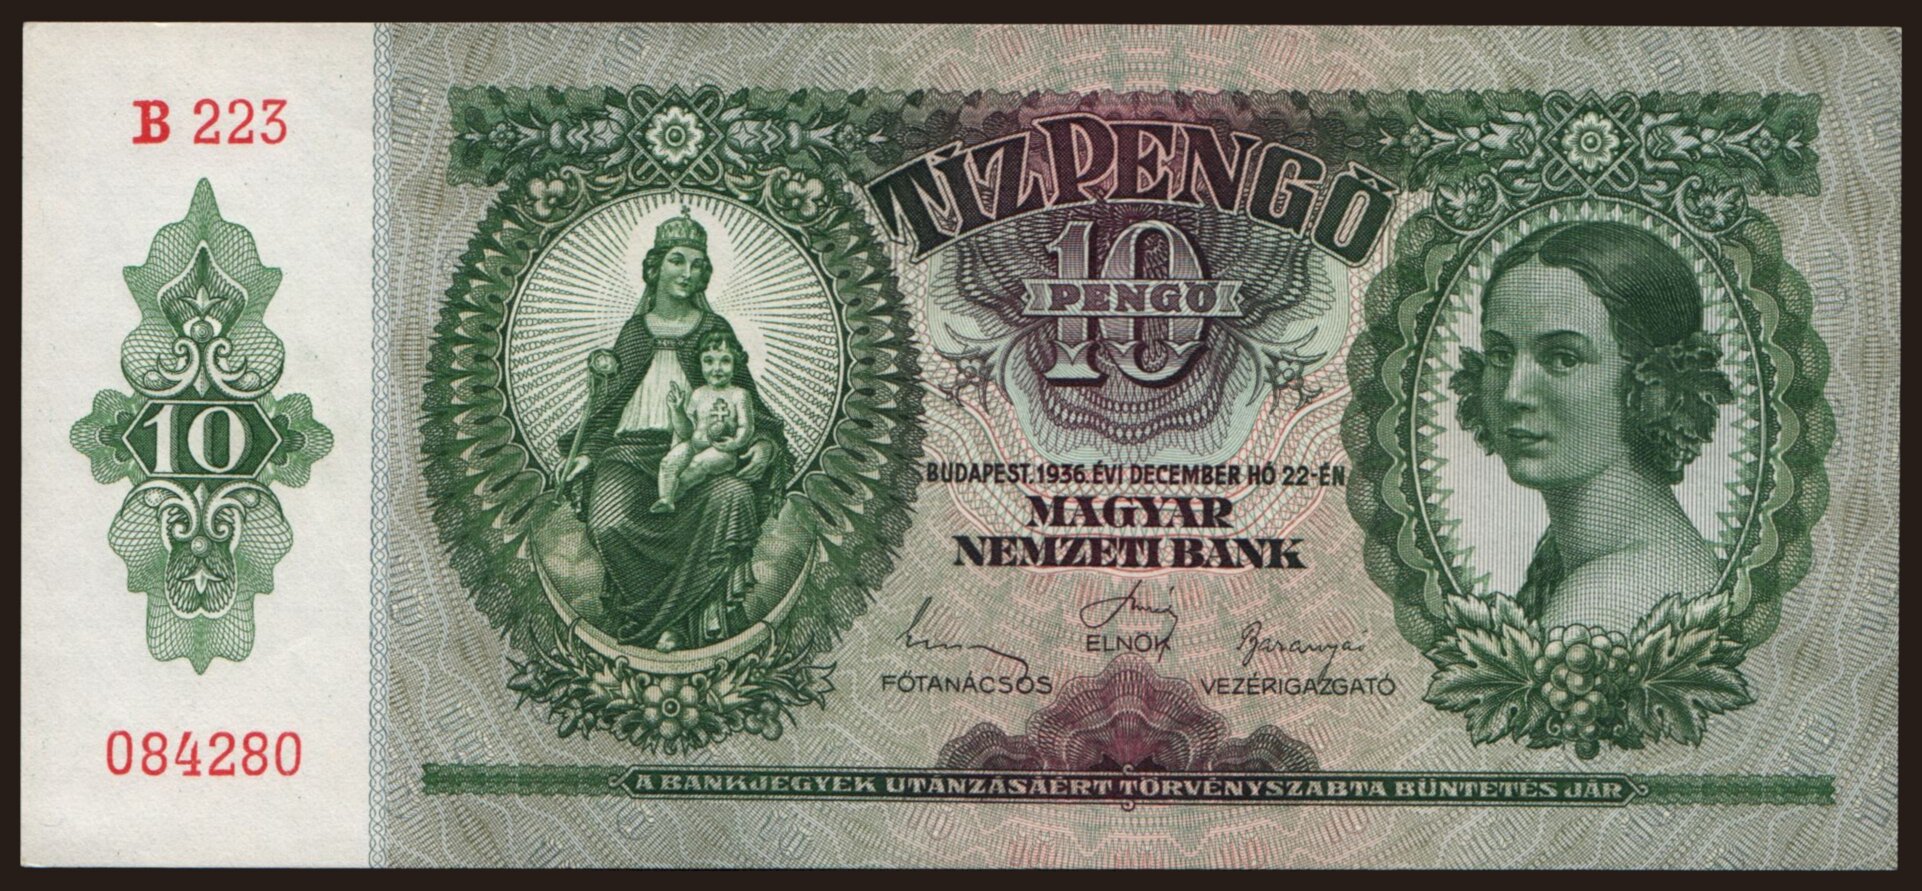 B 223
10
084280
TÍZ PENGŐ
10
PENGŐ
BUDAPEST, 1936. ÉVI DECEMBER HÓ 22-ÉN
MAGYAR
NEMZETI BANK
Baranyai
ELNÖK
FŐTANÁCSOS
VEZÉRIGAZGATÓ
A BANKJEGYEK UTÁNZÁSÁÉRT TÖRVÉNYSZABTA BÜNTETÉS JÁR